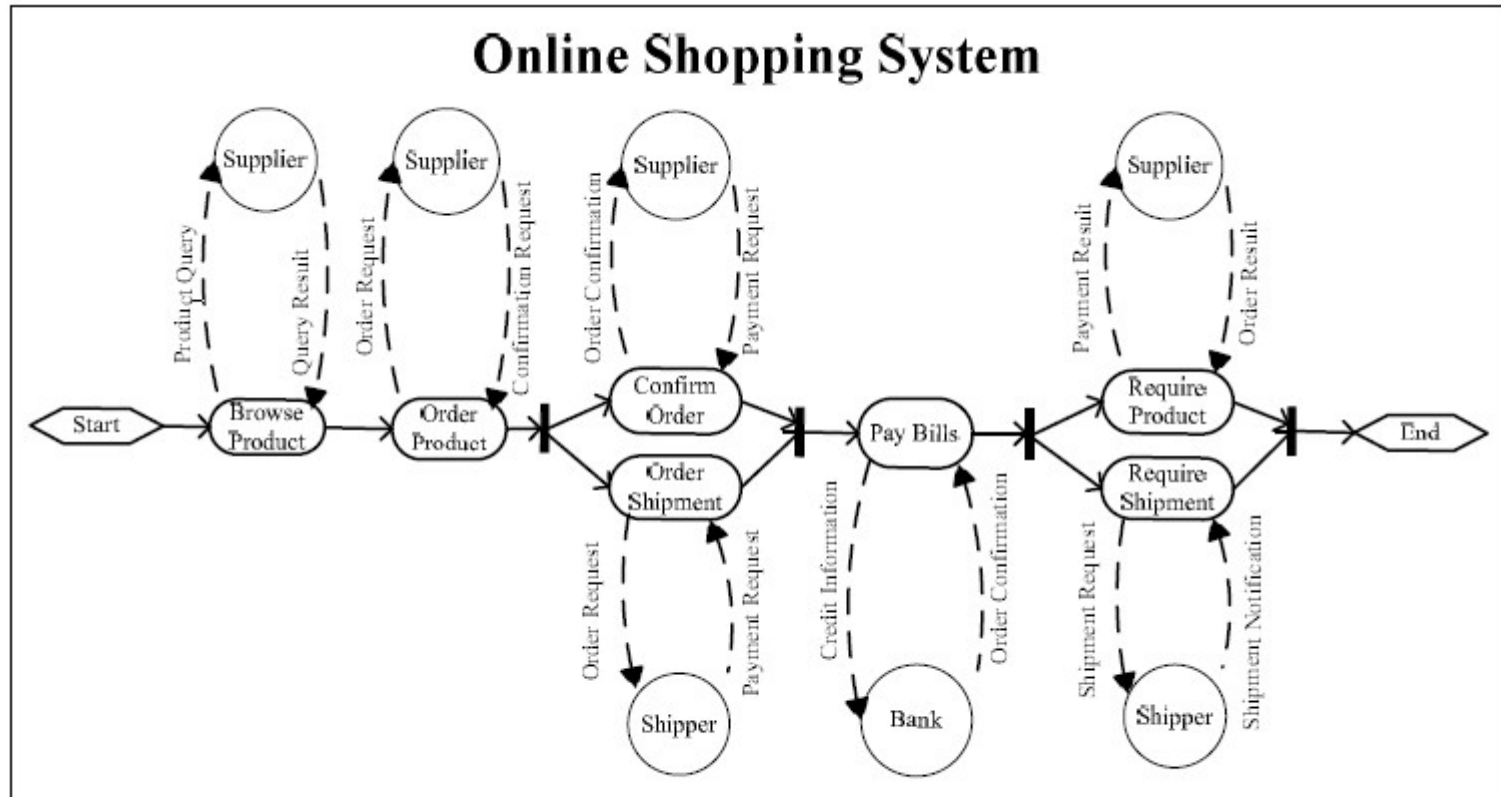 Online Shopping System
Supplier
Supplier
Supplier
Supplier
Product Query
Query Result
Order Request
Confirmation Request
Order Confirmation
Payment Request
Payment Result
Order Result
Start
Browse
Product
Order
Product
Confirm
Order
Order
Shipment
Pay Bills
Require
Product
Require
Shipment
End
Order Request
Payment Request
Credit Information
Order Confirmation
Shipment Request
Shipment Notification
Shipper
Bank
Shipper